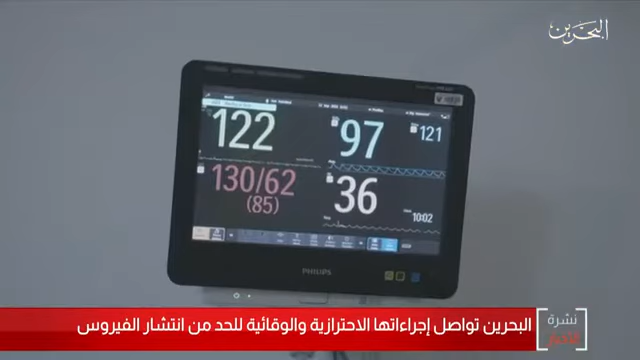 البحرين
122
97
121
130/62
(85)
36
10:02
PHILIPS
البحرين تواصل إجراءاتها الاحترازية والوقائية للحد من انتشار الفيروس
نشرة
الأخبار